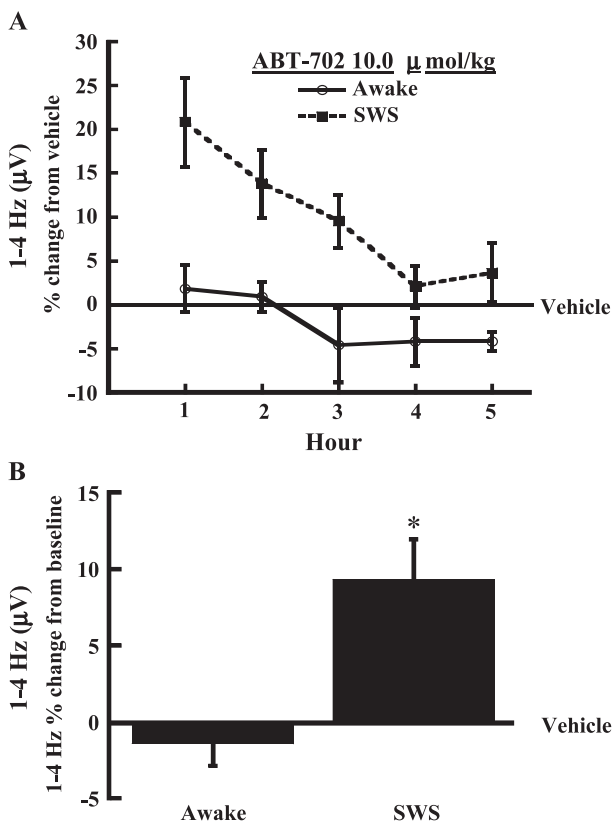 A
ABT-702 10.0 μ mol/kg
Awake
SWS
1-4 Hz (μV)
% change from vehicle
30
25
20
15
10
5
0
-5
-10
Vehicle
1 2 3 4 5
Hour
B
1-4 Hz (μV)
1-4 Hz % change from baseline
15
10
5
0
-5
*
Vehicle
Awake SWS